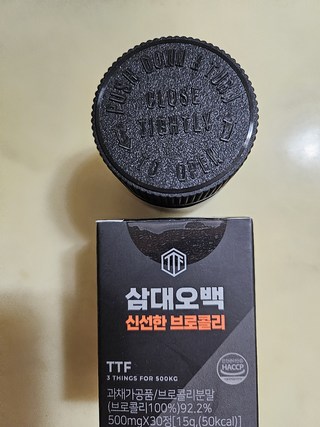 PUSH DOWN & TURN
CLOSE
TIGHTLY
TO OPEN
TTF
삼대오백
신선한 브로콜리
TTF
3 THINGS FOR 500KG
HACCP
과채가공품/브로콜리분말
(브로콜리100%)92.2%
500mgX30정[15g,(50kcal)]